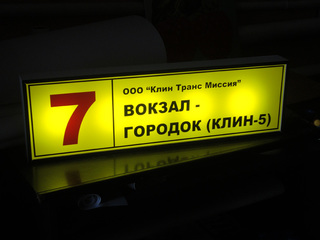 7
ООО "Клин Транс Миссия"
ВОКЗАЛ -
ГОРОДОК (КЛИН-5)